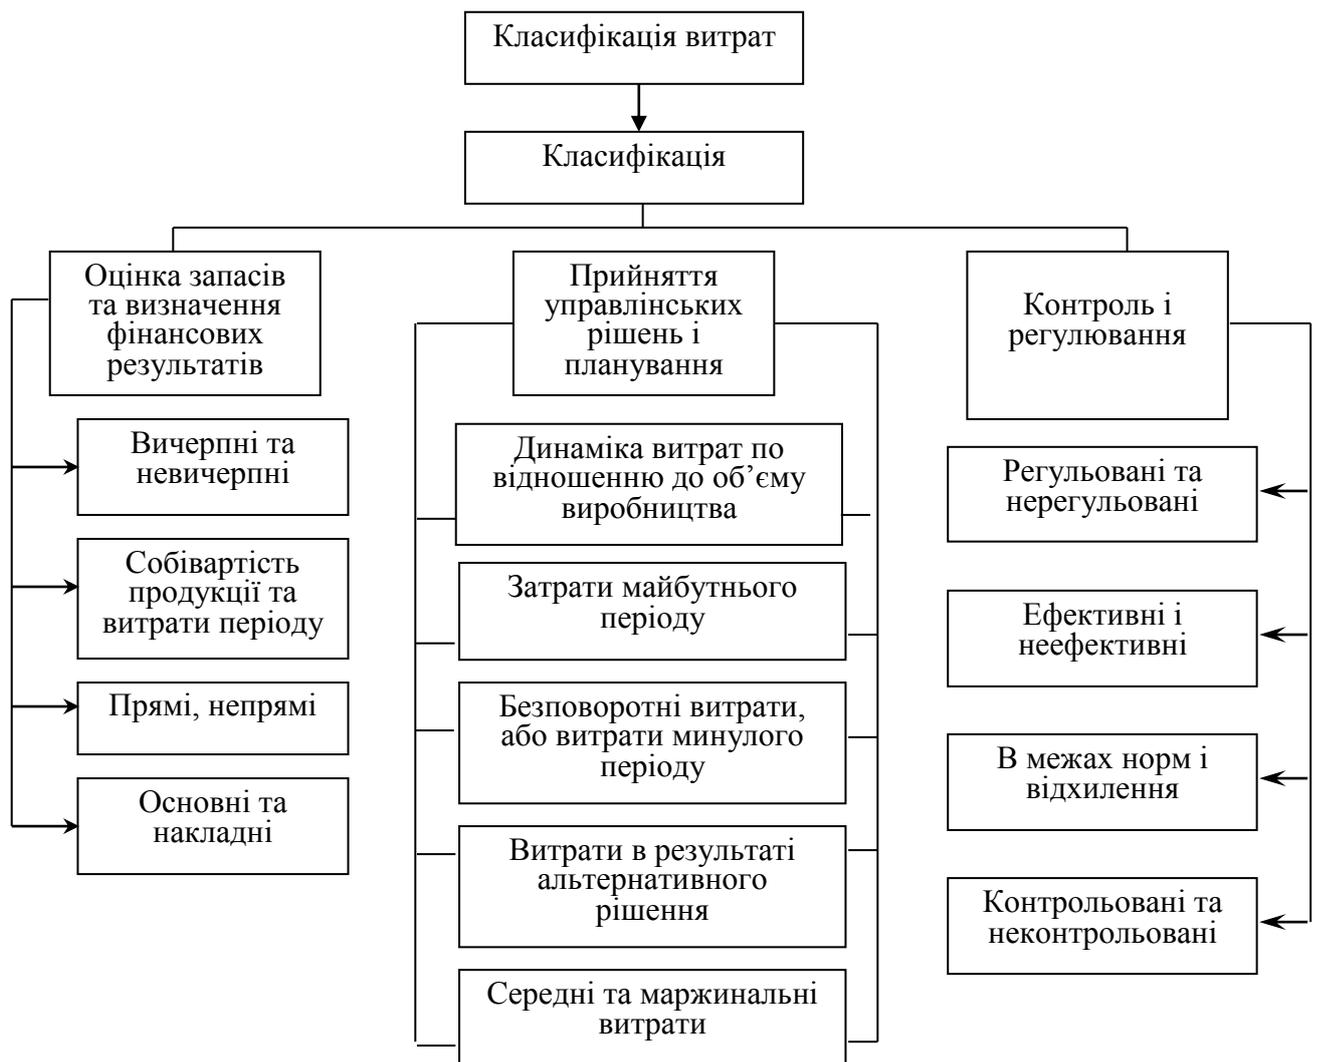 Класифікація витрат
Класифікація
Оцінка запасів
та визначення
фінансових
результатів
Вичерпні та
невичерпні
Собівартість
продукції та
витрати періоду
Прямі, непрямі
Основні та
накладні
Прийняття
управлінських
рішень і
планування
Динаміка витрат по
відношенню до об’єму
виробництва
Затрати майбутнього
періоду
Безповоротні витрати,
або витрати минулого
періоду
Витрати в результаті
альтернативного
рішення
Середні та маржинальні
витрати
Контроль і
регулювання
Регульовані та
нерегульовані
Ефективні і
неефективні
В межах норм і
відхилення
Контрольовані та
неконтрольовані